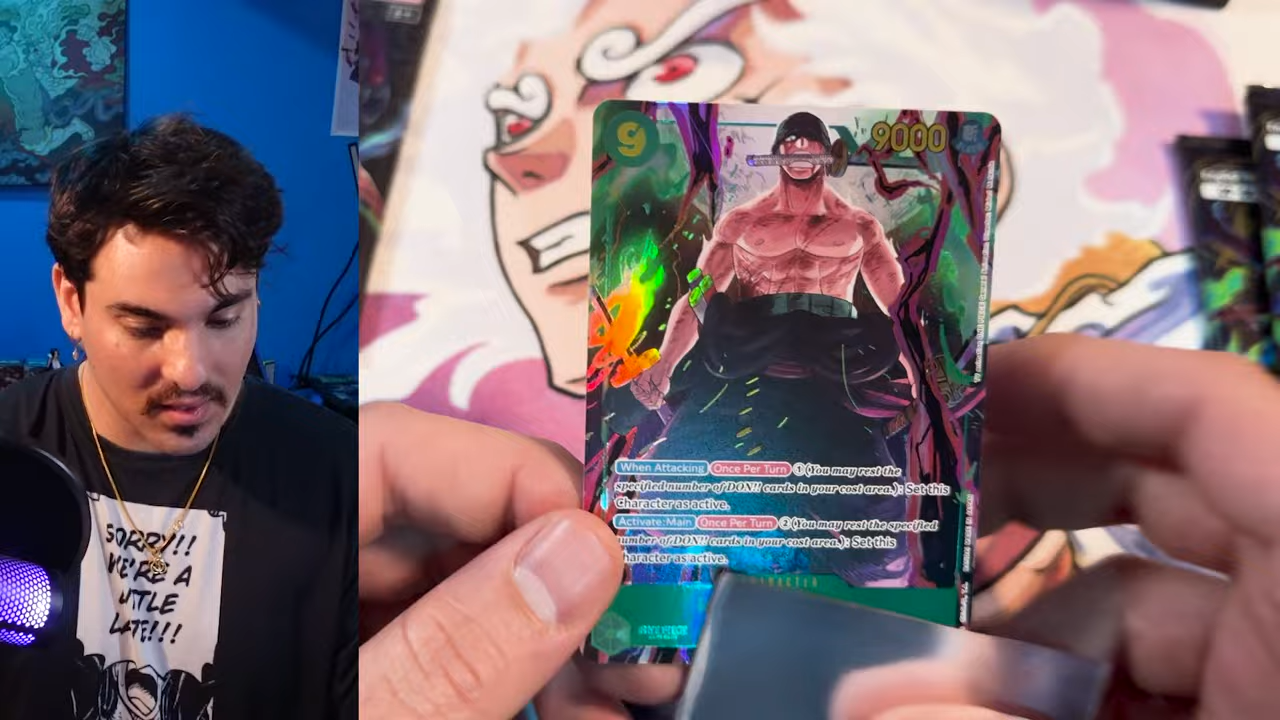 SORRY!!
WE'RE A
LITTLE
LATE!!!
9
9000
When Attacking Once Per Turn ① (You may rest the
specified number of DON!! cards in your cost area.): Set this
Character as active.
Activate: Main Once Per Turn ② (You may rest the specified
number of DON!! cards in your cost area.): Set this
Character as active.
CHARACTER